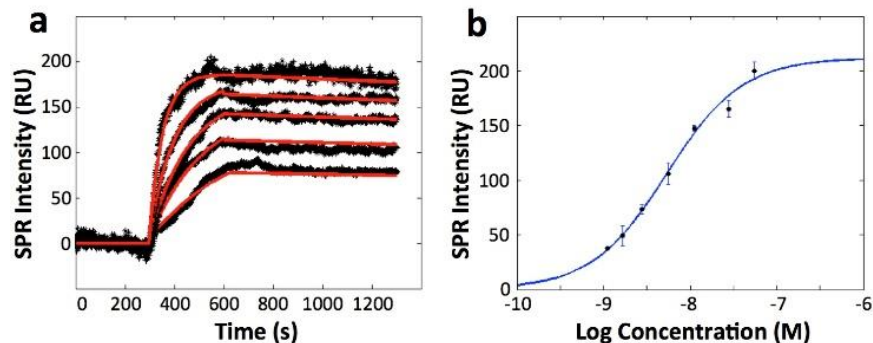 a
200
150
100
50
0
SPR Intensity (RU)
0 200 400 600 800 1000 1200
Time (s)
b
200
150
100
50
0
SPR Intensity (RU)
-10 -9 -8 -7 -6
Log Concentration (M)